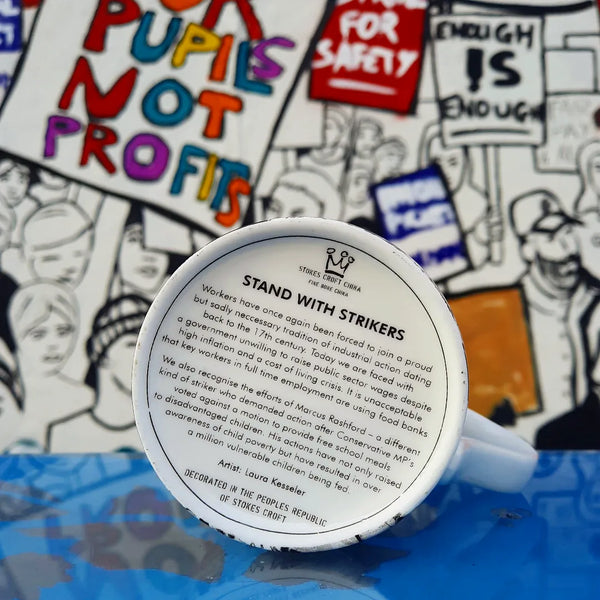 PUPILS
NOT
PROFITS
FOR
SAFETY
ENOUGH
IS
ENOUGH
STOKES CROFT CHINA
FINE BONE CHINA
STAND WITH STRIKERS
Workers have once again been forced to join a proud
but sadly neccessary tradition of industrial action dating
back to the 17th century. Today we are faced with
a government unwilling to raise public sector wages despite
high inflation and a cost of living crisis. It is unacceptable
that key workers in full time employment are using food banks
We also recognise the efforts of Marcus Rashford – a different
kind of striker who demanded action after Conservative MP's
voted against a motion to provide free school meals
to disadvantaged children. His actions have not only raised
awareness of child poverty but have resulted in over
a million vulnerable children being fed.
Artist: Laura Kesseler
DECORATED IN THE PEOPLES REPUBLIC
OF STOKES CROFT